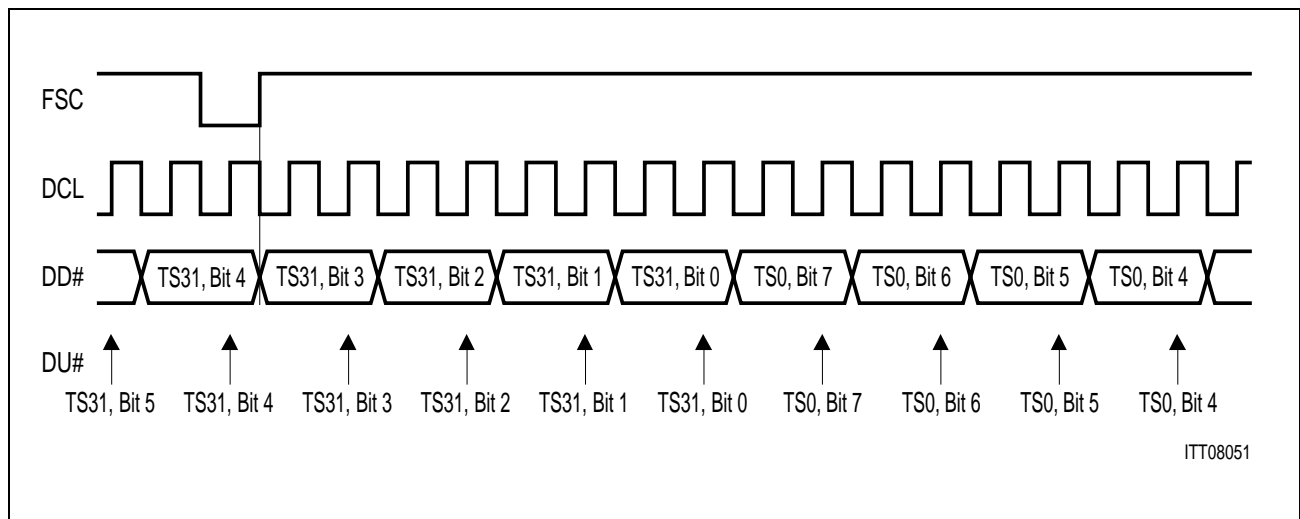 FSC
DCL
DD#
TS31, Bit 4 TS31, Bit 3 TS31, Bit 2 TS31, Bit 1 TS31, Bit 0 TS0, Bit 7 TS0, Bit 6 TS0, Bit 5 TS0, Bit 4
DU#
TS31, Bit 5 TS31, Bit 4 TS31, Bit 3 TS31, Bit 2 TS31, Bit 1 TS31, Bit 0 TS0, Bit 7 TS0, Bit 6 TS0, Bit 5 TS0, Bit 4
ITT08051